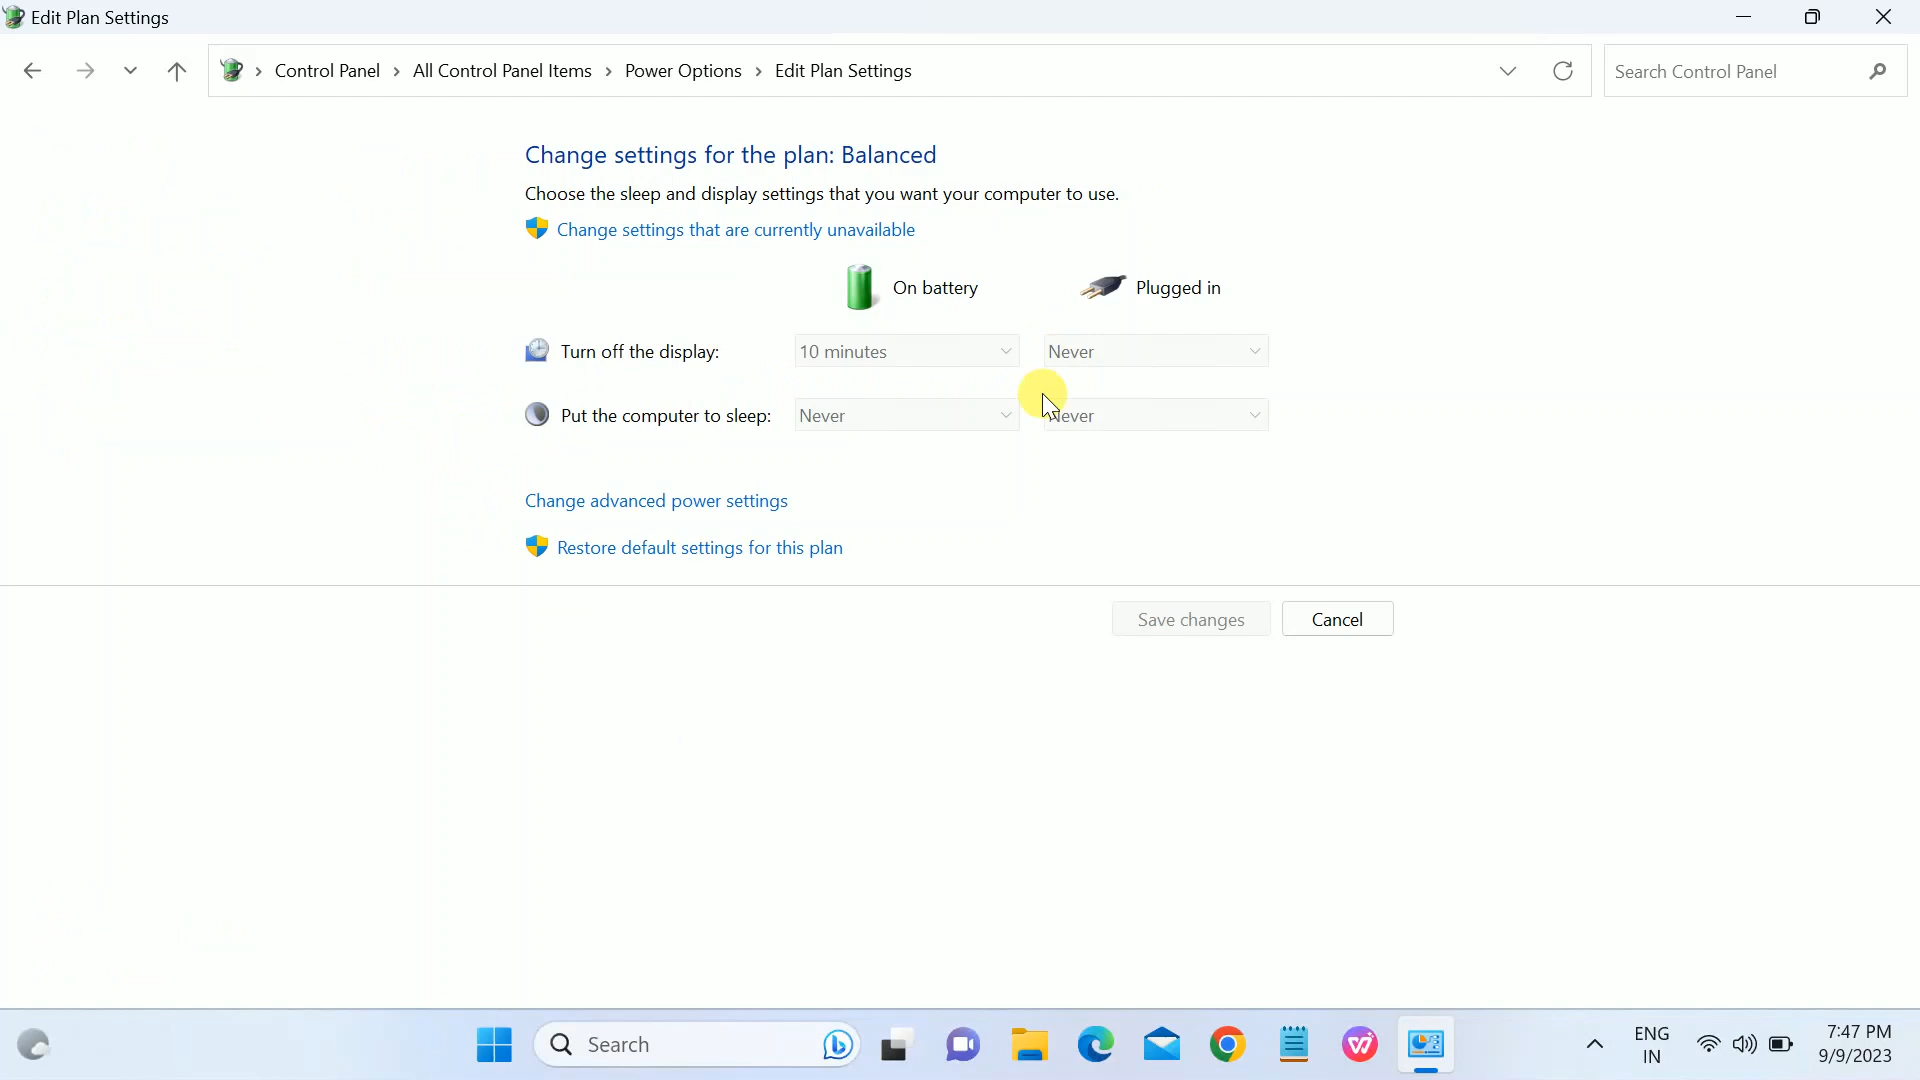 Edit Plan Settings
Control Panel > All Control Panel Items > Power Options > Edit Plan Settings
Search Control Panel
Change settings for the plan: Balanced
Choose the sleep and display settings that you want your computer to use.
Change settings that are currently unavailable
On battery Plugged in
Turn off the display: 10 minutes Never
Put the computer to sleep: Never Never
Change advanced power settings
Restore default settings for this plan
Save changes Cancel
Search
ENG
IN
7:47 PM
9/9/2023